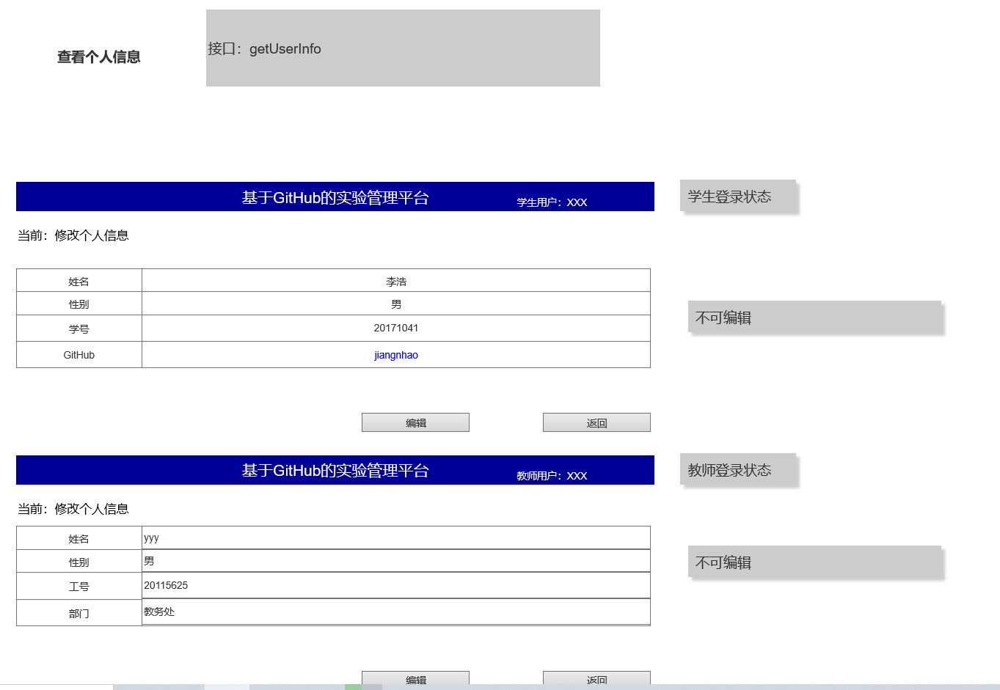 查看个人信息
接口：getUserInfo
基于GitHub的实验管理平台
学生用户：XXX
学生登录状态
当前：修改个人信息
姓名 李浩
性别 男
不可编辑
学号 20171041
GitHub jiangnhao
编辑 返回
基于GitHub的实验管理平台
教师用户：XXX
教师登录状态
当前：修改个人信息
姓名 yyy
性别 男
不可编辑
工号 20115625
部门 教务处
编辑 返回